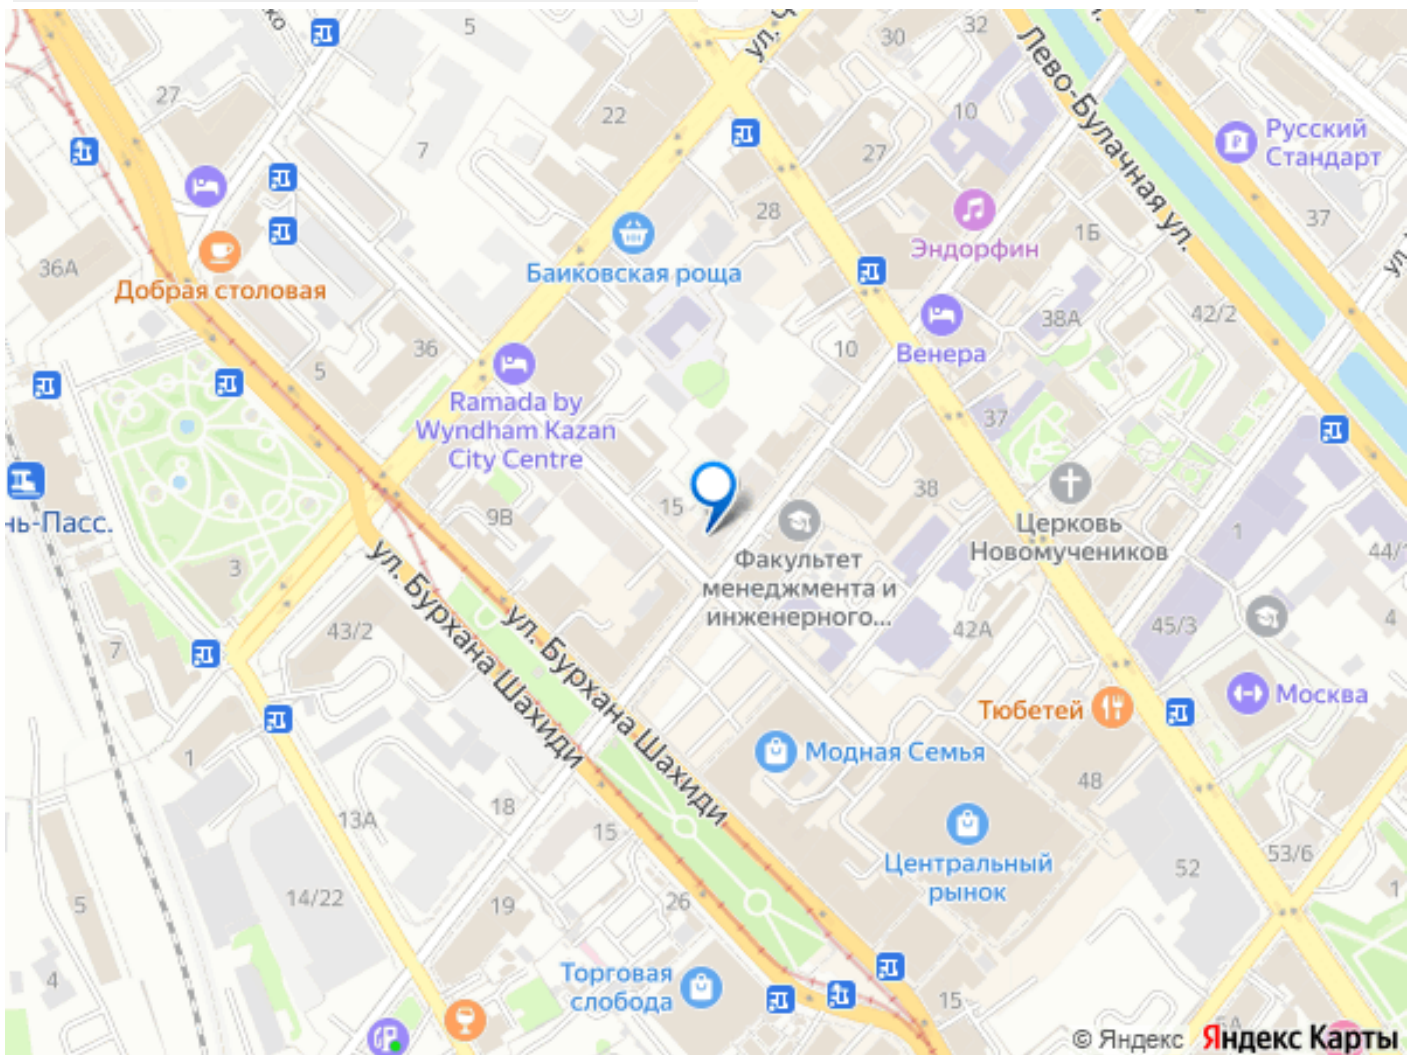 5
ул.
32
30
Лево-Булачная ул.
27
22
10
Русский
Стандарт
7
27
28
37
Эндорфин
1Б
36А
Добрая столовая
Баиковская роща
42/2
ул.
38А
10
Венера
36
5
Ramada by
Wyndham Kazan
City Centre
37
нь-Пасс.
9В
15
38
Церковь
Новомучеников
1
Факультет
менеджмента и
инженерного...
3
ул. Бурхана Шахиди
ул. Бурхана Шахиди
43/2
42А
45/3
4
7
Тюбетей
Москва
Модная Семья
1
48
18
13А
15
Центральный
рынок
53/6
52
1
14/22
5
19
26
Торговая
слобода
4
15
© Яндекс Яндекс Карты